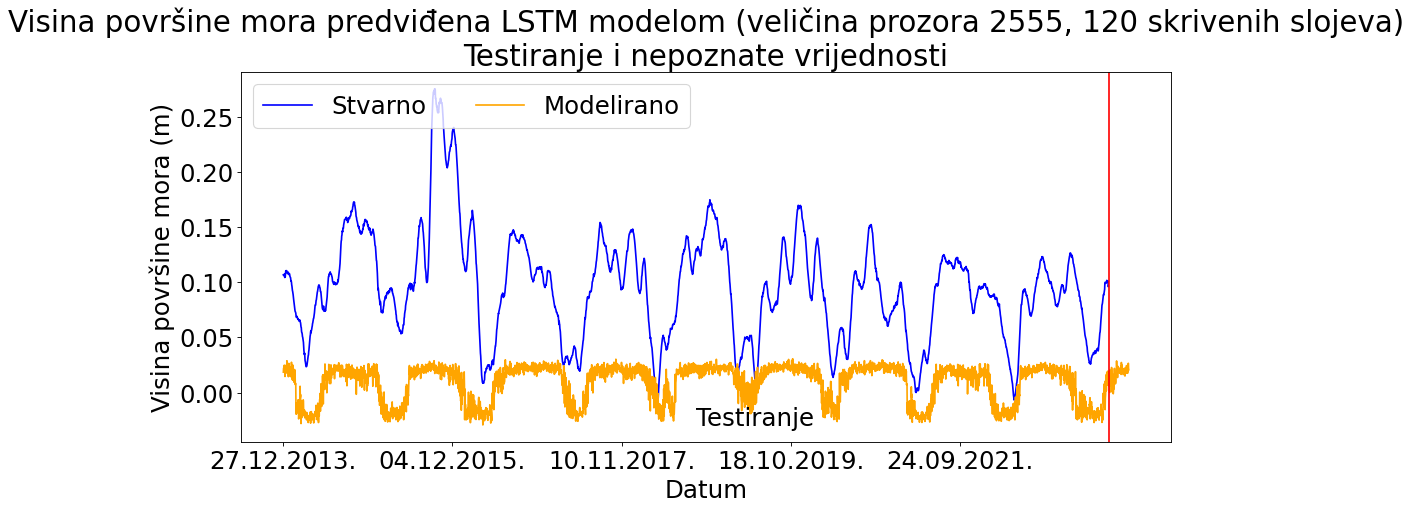 Visina površine mora predviđena LSTM modelom (veličina prozora 2555, 120 skrivenih slojeva)
Testiranje i nepoznate vrijednosti
Stvarno Modelirano
Visina površine mora (m)
0.25
0.20
0.15
0.10
0.05
0.00
Testiranje
27.12.2013. 04.12.2015. 10.11.2017. 18.10.2019. 24.09.2021.
Datum